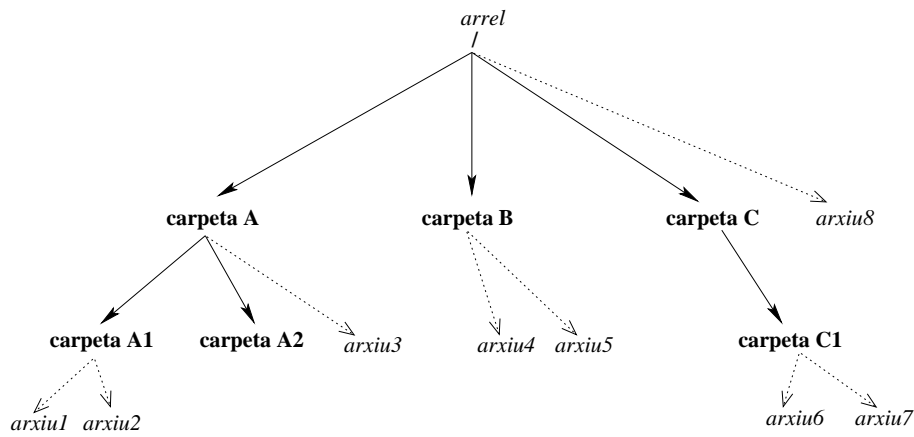 arrel
/
carpeta A carpeta B carpeta C arxiu8
carpeta A1 carpeta A2 arxiu3 arxiu4 arxiu5 carpeta C1
arxiu1 arxiu2 arxiu6 arxiu7